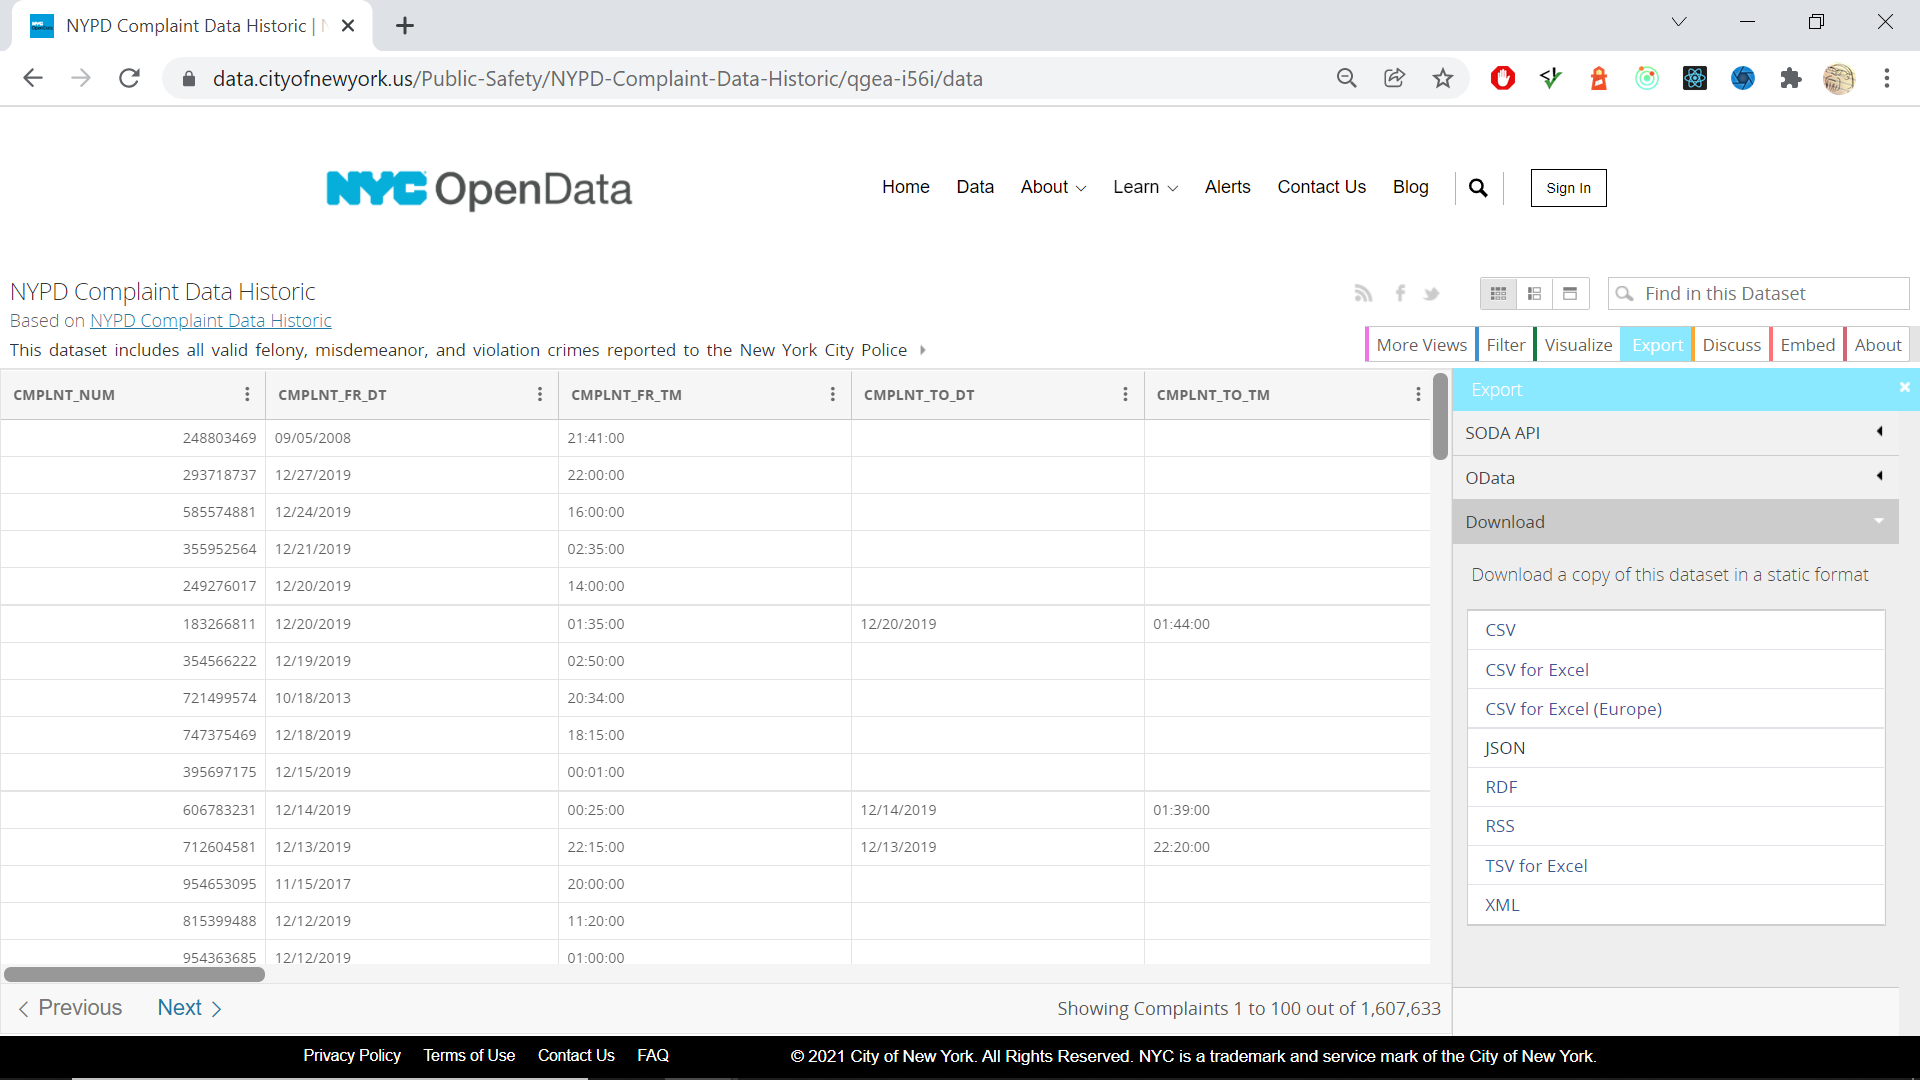 NYPD Complaint Data Historic |
data.cityofnewyork.us/Public-Safety/NYPD-Complaint-Data-Historic/qgea-i56i/data
NYC OpenData
Home Data About Learn Alerts Contact Us Blog Sign In
NYPD Complaint Data Historic
Based on NYPD Complaint Data Historic
This dataset includes all valid felony, misdemeanor, and violation crimes reported to the New York City Police
Find in this Dataset
More Views Filter Visualize Export Discuss Embed About
CMPLNT_NUM CMPLNT_FR_DT CMPLNT_FR_TM CMPLNT_TO_DT CMPLNT_TO_TM
248803469 09/05/2008 21:41:00
293718737 12/27/2019 22:00:00
585574881 12/24/2019 16:00:00
355952564 12/21/2019 02:35:00
249276017 12/20/2019 14:00:00
183266811 12/20/2019 01:35:00 12/20/2019 01:44:00
354566222 12/19/2019 02:50:00
721499574 10/18/2013 20:34:00
747375469 12/18/2019 18:15:00
395697175 12/15/2019 00:01:00
606783231 12/14/2019 00:25:00 12/14/2019 01:39:00
712604581 12/13/2019 22:15:00 12/13/2019 22:20:00
954653095 11/15/2017 20:00:00
815399488 12/12/2019 11:20:00
954363685 12/12/2019 01:00:00
Export
SODA API
OData
Download
Download a copy of this dataset in a static format
CSV
CSV for Excel
CSV for Excel (Europe)
JSON
RDF
RSS
TSV for Excel
XML
Previous Next
Showing Complaints 1 to 100 out of 1,607,633
Privacy Policy Terms of Use Contact Us FAQ
© 2021 City of New York. All Rights Reserved. NYC is a trademark and service mark of the City of New York.